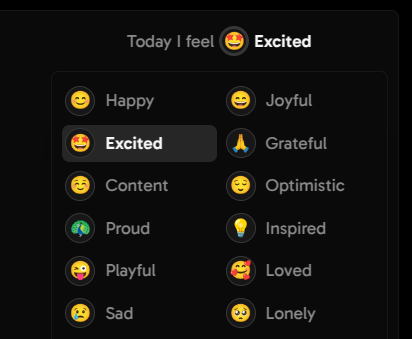 Today I feel 🤩 Excited
😊 Happy 😄 Joyful
🤩 Excited 🙏 Grateful
😊 Content 😌 Optimistic
🦚 Proud 💡 Inspired
😜 Playful 🥰 Loved
😢 Sad 🥺 Lonely